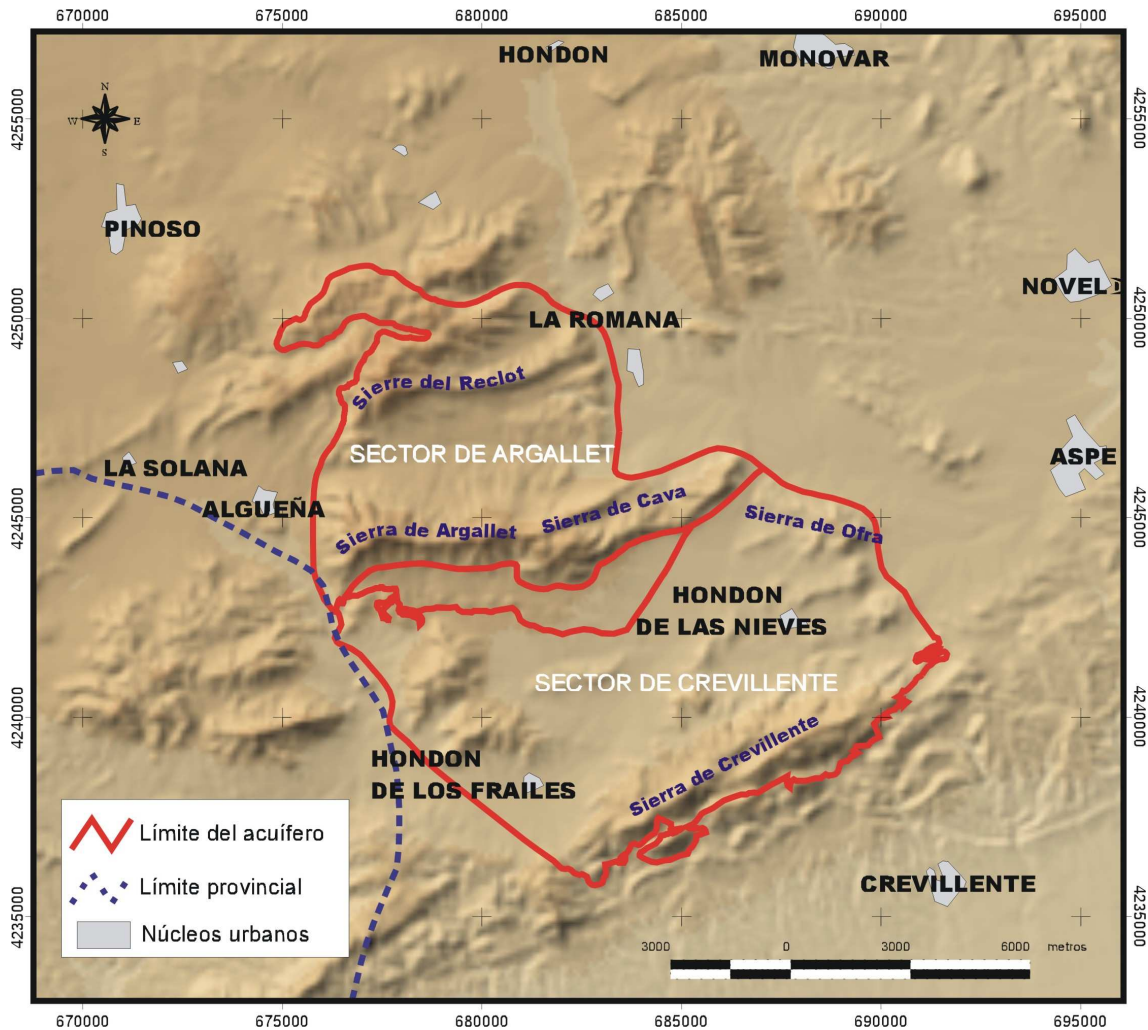 670000 675000 680000 685000 690000 695000
HONDON
MONOVAR
4255000 4255000
N
W E
S
PINOSO
NOVELD
4250000 4250000
LA ROMANA
Sierre del Reclot
SECTOR DE ARGALLET
ASPE
LA SOLANA
ALGUEÑA
Sierra de Cava
Sierra de Argallet
Sierra de Ofra
4245000 4245000
HONDON
DE LAS NIEVES
SECTOR DE CREVILLENTE
4240000 4240000
Sierra de Crevillente
HONDON
DE LOS FRAILES
Límite del acuífero
Límite provincial
Núcleos urbanos
CREVILLENTE
4235000 4235000
3000 0 3000 6000 metros
670000 675000 680000 685000 690000 695000